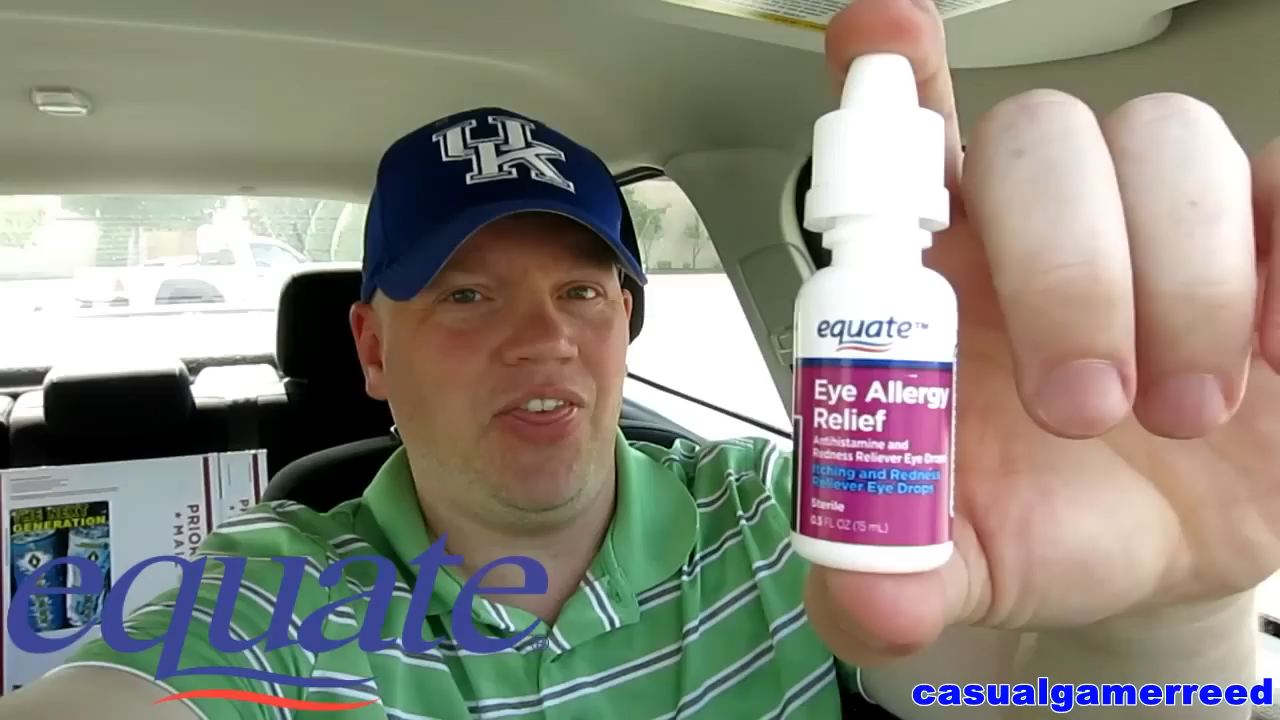 UK
equate™
Eye Allergy
Relief
Antihistamine and
Redness Reliever Eye Drops
Itching and Redness
Reliever Eye Drops
Sterile
0.5 FL OZ (15 mL)
THE NEXT
GENERATION
equate®
casualgamerreed